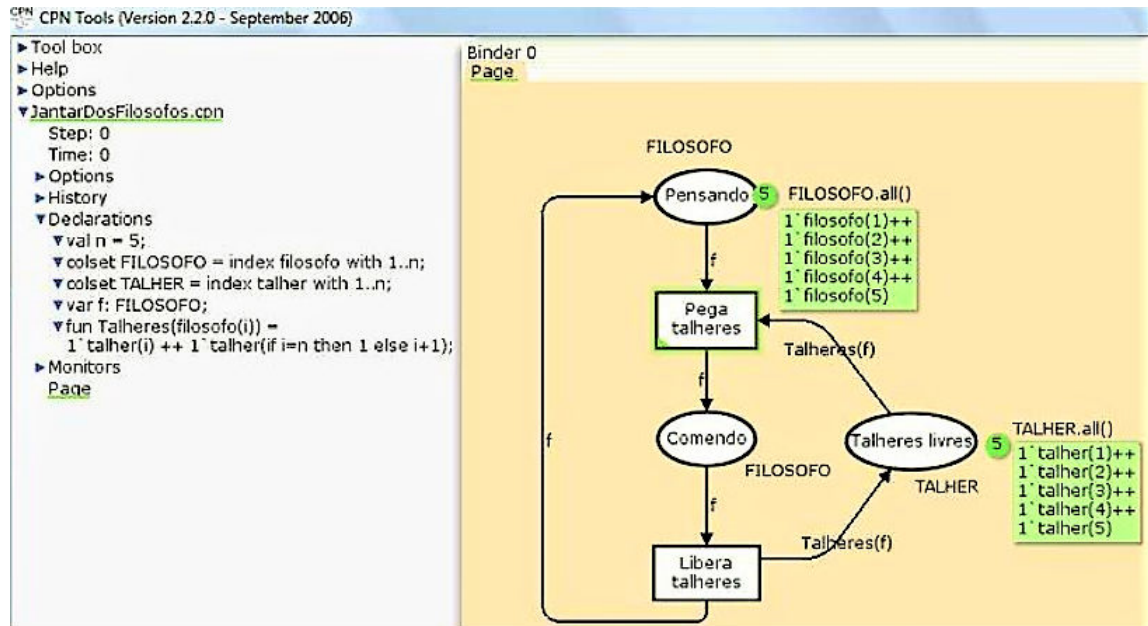 CPN CPN Tools (Version 2.2.0 - September 2006)
Tool box
Help
Options
JantarDosFilosofos.cpn
Step: 0
Time: 0
Options
History
Declarations
val n = 5;
colset FILOSOFO = index filosofo with 1..n;
colset TALHER = index talher with 1..n;
var f: FILOSOFO;
fun Talheres(filosofo(i)) =
1`talher(i) ++ 1`talher(if i=n then 1 else i+1);
Monitors
Page
Binder 0
Page
FILOSOFO
Pensando
5
FILOSOFO.all()
1`filosofo(1)++
1`filosofo(2)++
1`filosofo(3)++
1`filosofo(4)++
1`filosofo(5)
f
Pega
talheres
Talheres(f)
f
f
Comendo
FILOSOFO
Talheres livres
5
TALHER.all()
1`talher(1)++
1`talher(2)++
1`talher(3)++
1`talher(4)++
1`talher(5)
TALHER
f
Talheres(f)
Libera
talheres